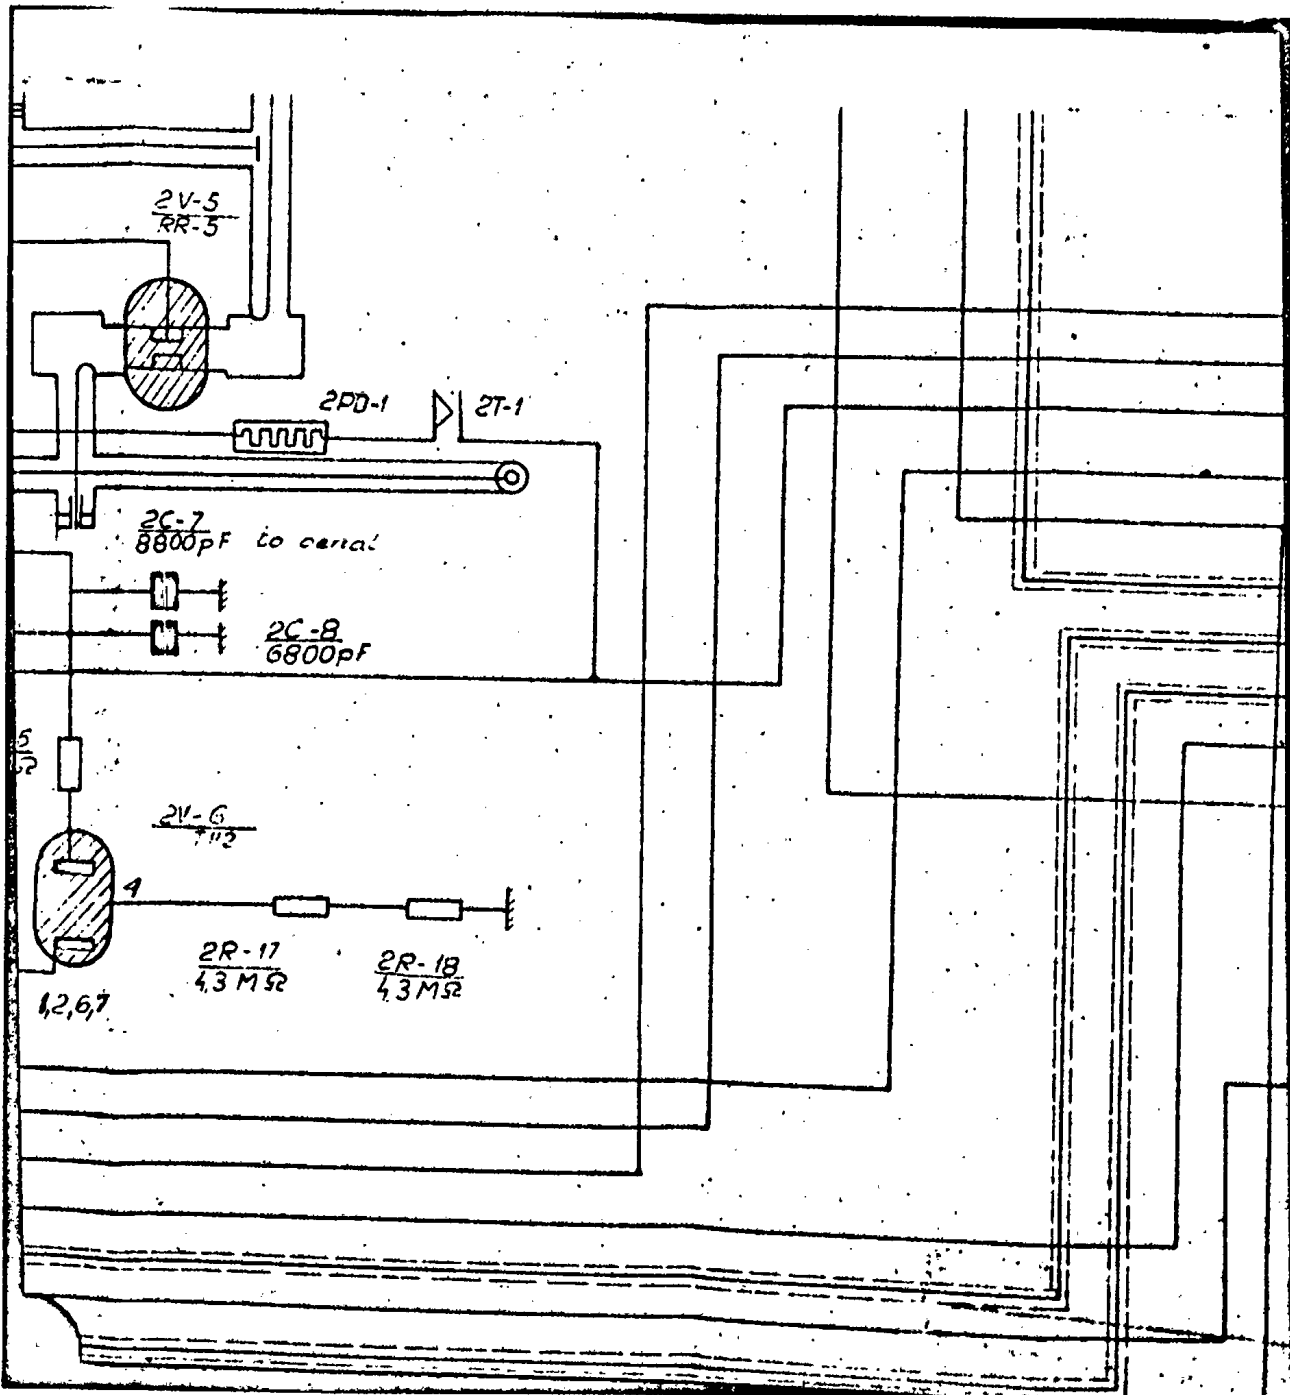 2V-5
RR-5
2PD-1
2T-1
2C-7
8800pF to
2C-8
6800pF
5
Ω
2V-6
4
2R-17
4,3 MΩ
2R-18
4,3 MΩ
1,2,6,7